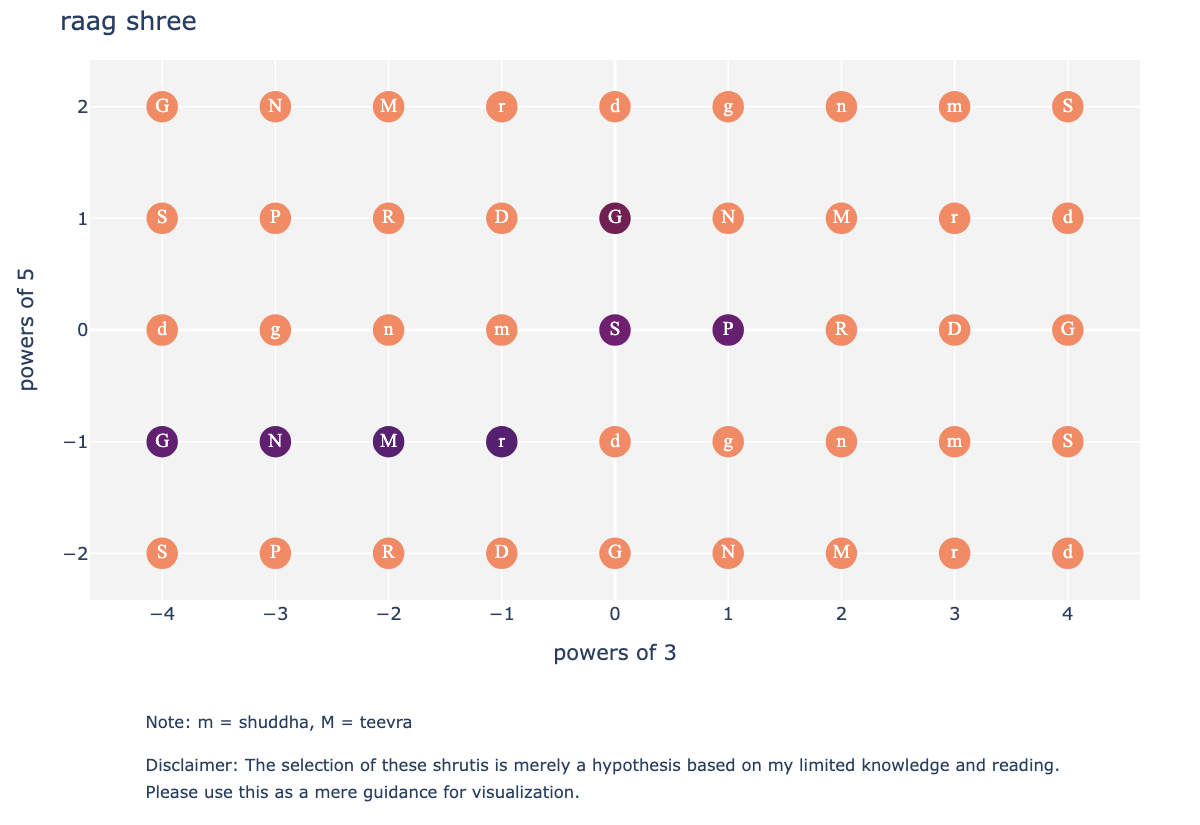 raag shree
2 G N M r d g n m S
1 S P R D G N M r d
0 d g n m S P R D G
−1 G N M r d g n m S
−2 S P R D G N M r d
−4 −3 −2 −1 0 1 2 3 4
powers of 5
powers of 3
Note: m = shuddha, M = teevra
Disclaimer: The selection of these shrutis is merely a hypothesis based on my limited knowledge and reading.
Please use this as a mere guidance for visualization.